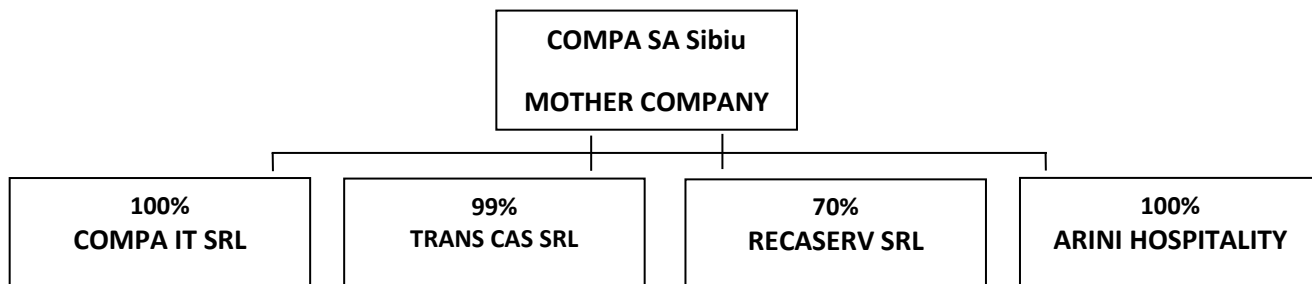 COMPA SA Sibiu
MOTHER COMPANY
100%
COMPA IT SRL
99%
TRANS CAS SRL
70%
RECASERV SRL
100%
ARINI HOSPITALITY